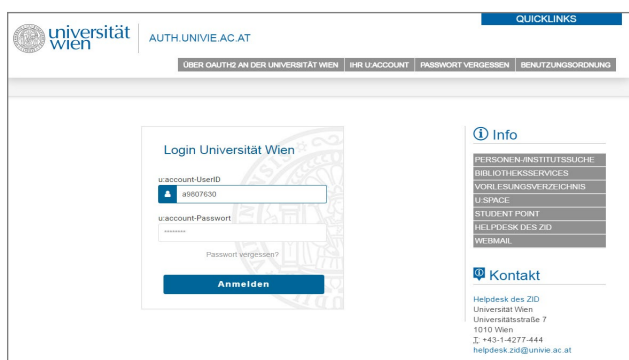 QUICKLINKS
universität
wien
AUTH.UNIVIE.AC.AT
ÜBER OAUTH2 AN DER UNIVERSITÄT WIEN IHR U:ACCOUNT PASSWORT VERGESSEN BENUTZUNGSORDNUNG
Login Universität Wien
u:account-UserID
a9807630
u:account-Passwort
********
Passwort vergessen?
Anmelden
Info
PERSONEN-/INSTITUTSSUCHE
BIBLIOTHEKSSERVICES
VORLESUNGSVERZEICHNIS
U:SPACE
STUDENT POINT
HELPDESK DES ZID
WEBMAIL
Kontakt
Helpdesk des ZID
Universität Wien
Universitätsstraße 7
1010 Wien
T: +43-1-4277-444
helpdesk.zid@univie.ac.at